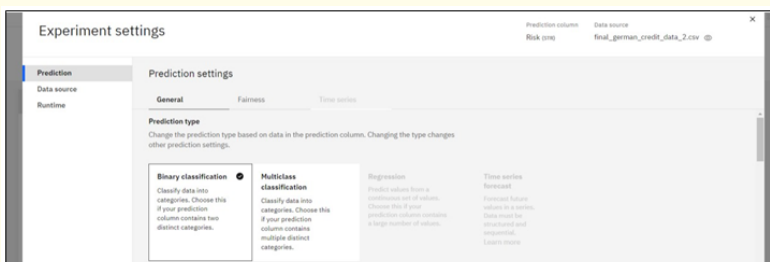 Experiment settings
Prediction column
Risk (STR)
Data source
final_german_credit_data_2.csv
Prediction
Data source
Runtime
Prediction settings
General
Fairness
Time series
Prediction type
Change the prediction type based on data in the prediction column. Changing the type changes
other prediction settings.
Binary classification
Classify data into
categories. Choose this
if your prediction
column contains two
distinct categories.
Multiclass
classification
Classify data into
categories. Choose this
if your prediction
column contains
multiple distinct
categories.
Regression
Predict values from a
continuous set of values.
Choose this if your
prediction column contains
a large number of values.
Time series
forecast
Forecast future
values in a series.
Data must be
structured and
sequential.
Learn more